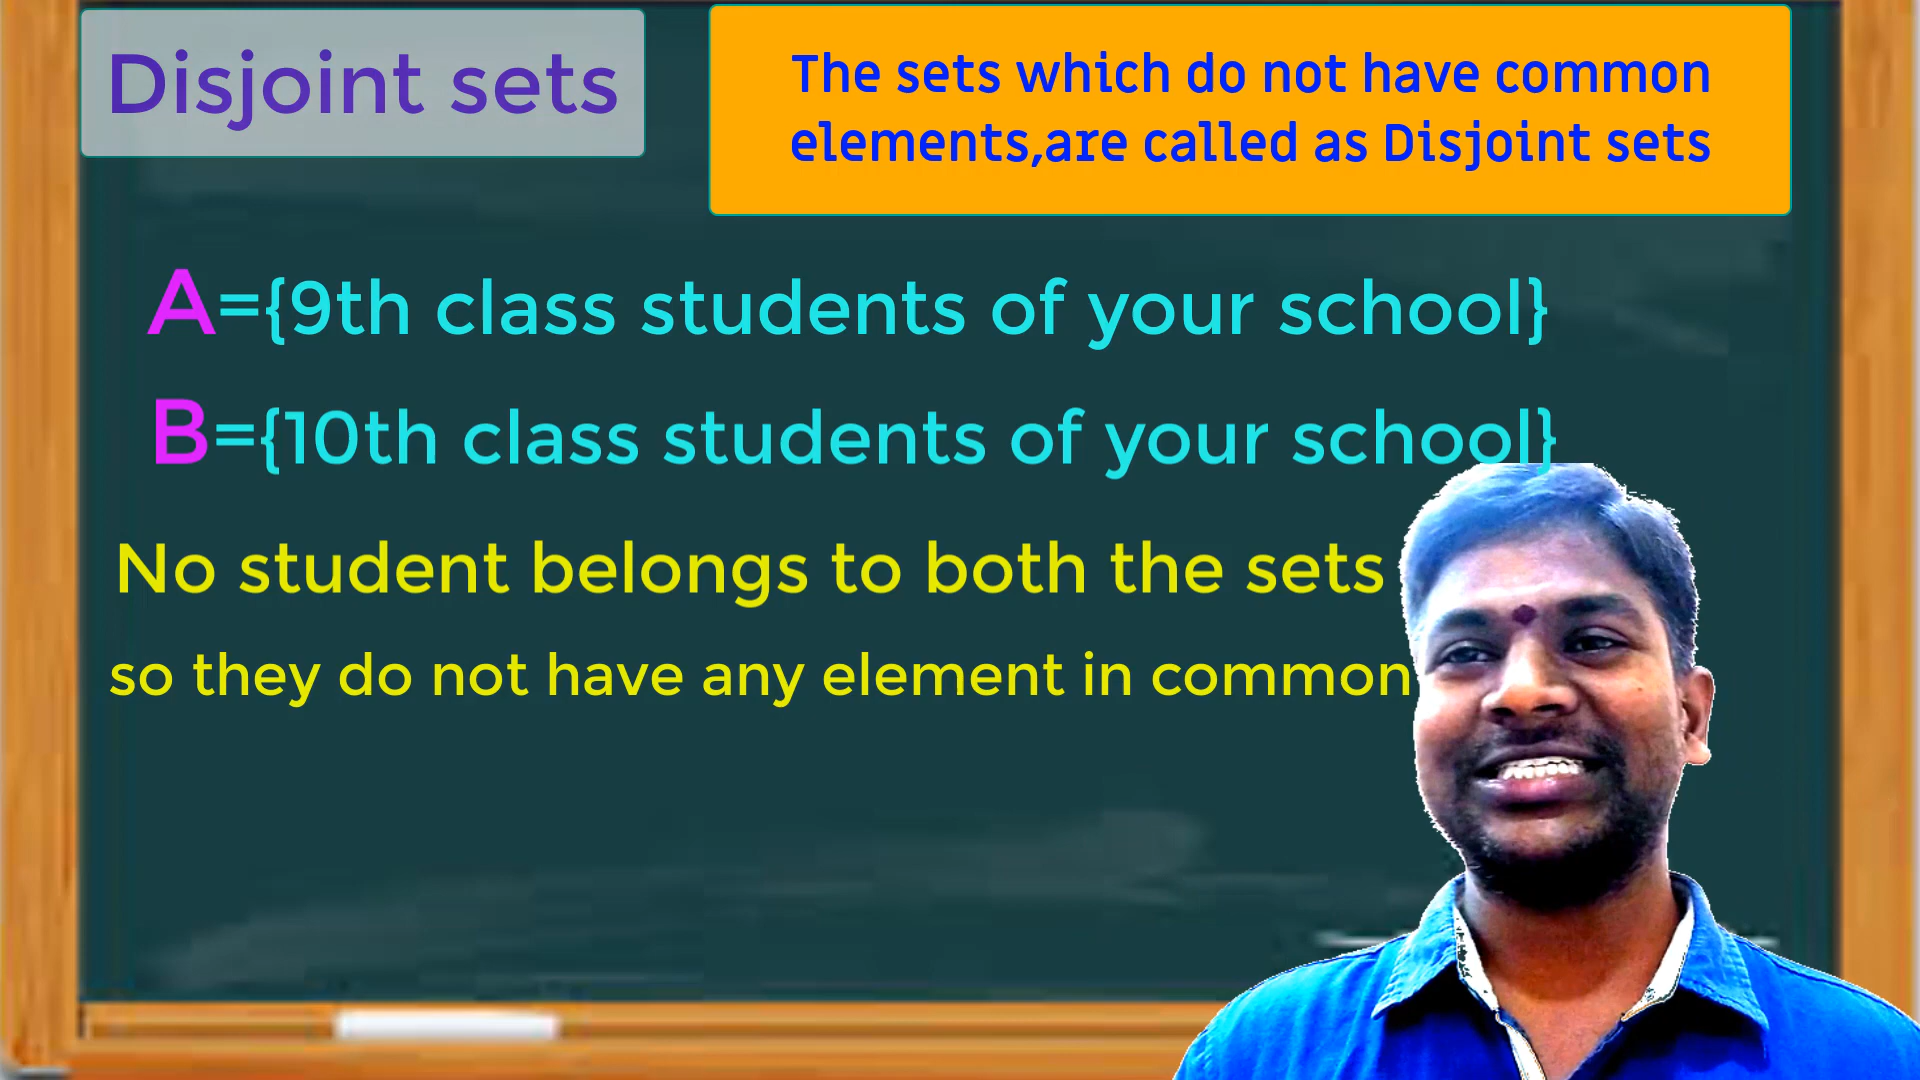 Disjoint sets
The sets which do not have common
elements,are called as Disjoint sets
A={9th class students of your school}
B={10th class students of your school}
No student belongs to both the sets
so they do not have any element in common